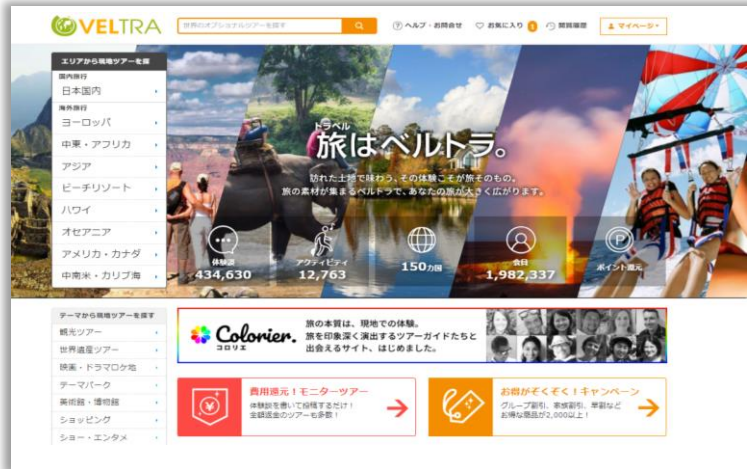 VELTRA
世界のオプショナルツアーを探す
ヘルプ・お問合せ
お気に入り
閲覧履歴
マイページ
エリアから現地ツアーを探す
国内旅行
日本国内
海外旅行
ヨーロッパ
中東・アフリカ
アジア
ビーチリゾート
ハワイ
オセアニア
アメリカ・カナダ
中南米・カリブ海
トラベル
旅はベルトラ。
訪れた土地で味わう、その体験こそが旅そのもの。
旅の素材が集まるベルトラで、あなたの旅が大きく広がります。
体験談
434,630
アクティビティ
12,763
150カ国
会員
1,982,337
P
ポイント還元
テーマから現地ツアーを探す
観光ツアー
世界遺産ツアー
映画・ドラマロケ地
テーマパーク
美術館・博物館
ショッピング
ショー・エンタメ
Colorier.
コロリエ
旅の本質は、現地での体験。
旅を印象深く演出するツアーガイドたちと
出会えるサイト、はじめました。
費用還元！モニターツアー
体験談を書いて投稿するだけ！
全額返金のツアーも多数！
お得がぞくぞく！キャンペーン
グループ割引、家族割引、早割など
お得な商品が2,000以上！